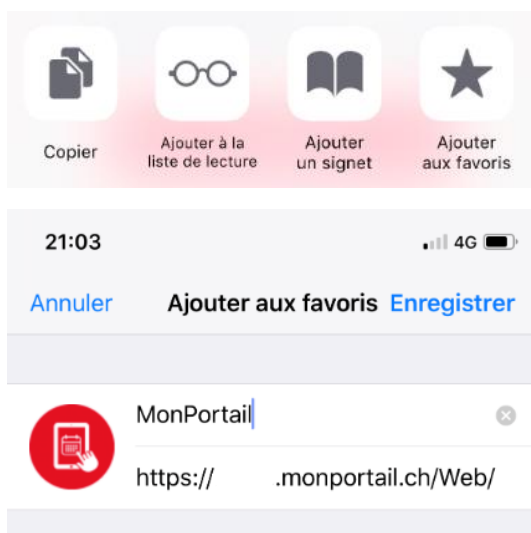 Copier
Ajouter à la
liste de lecture
Ajouter
un signet
Ajouter
aux favoris
21:03
4G
Annuler Ajouter aux favoris Enregistrer
MonPortail
https:// .monportail.ch/Web/